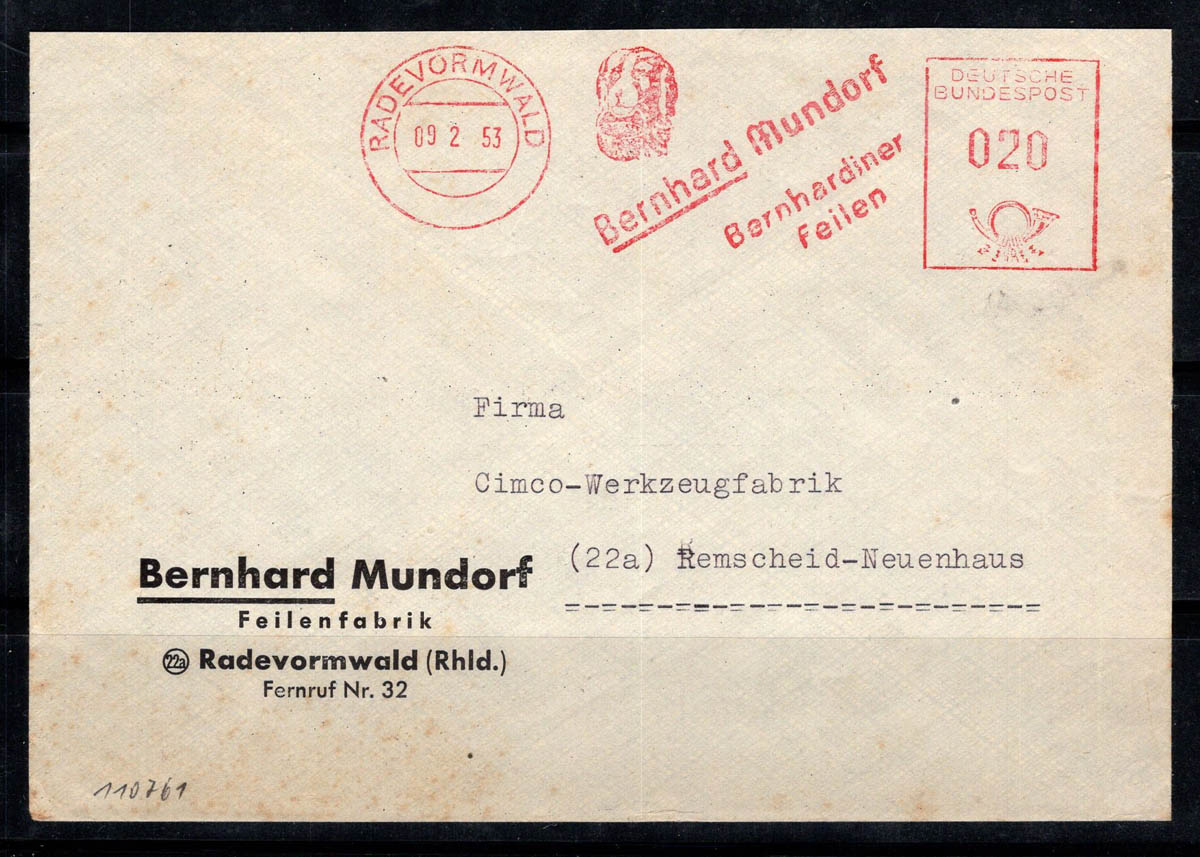 RADEVORMWALD
09 2 53
Bernhard Mundorf
Bernhardiner
Feilen
DEUTSCHE
BUNDESPOST
020
Firma
Cimco-Werkzeugfabrik
(22a) Remscheid-Neuenhaus
=-=-=-=-=-=-=-=-=-=-=-=-=
Bernhard Mundorf
Feilenfabrik
22a Radevormwald (Rhld.)
Fernruf Nr. 32
110761